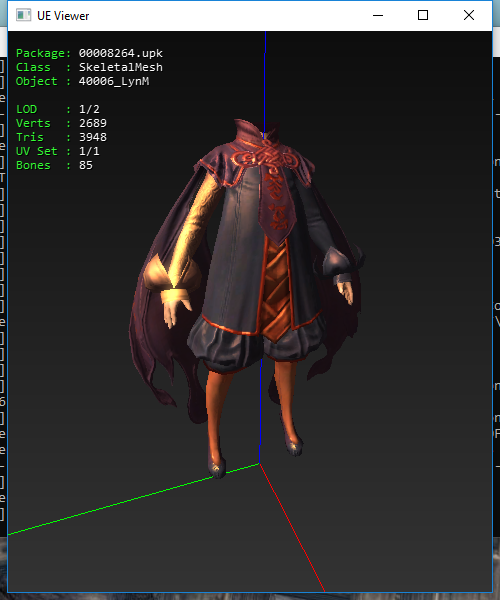 UE Viewer
Package: 00008264.upk
Class : SkeletalMesh
Object : 40006_LynM
LOD : 1/2
Verts : 2689
Tris : 3948
UV Set : 1/1
Bones : 85